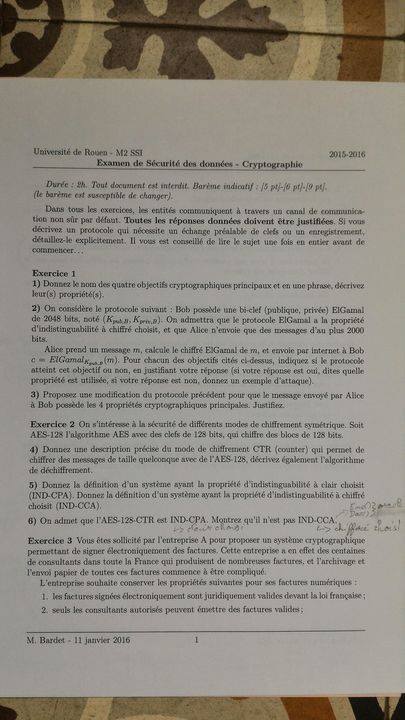 Université de Rouen - M2 SSI 2015-2016
Examen de Sécurité des données - Cryptographie
Durée : 2h. Tout document est interdit. Barème indicatif : [5 pt]-[6 pt]-[9 pt].
(le barème est susceptible de changer).
Dans tous les exercices, les entités communiquent à travers un canal de communica-
tion non sûr par défaut. Toutes les réponses doivent être justifiées. Si vous
décrivez un protocole qui nécessite un échange préalable de clefs ou un enregistrement,
détaillez-le explicitement. Il vous est conseillé de lire le sujet une fois en entier avant de
commencer...
Exercice 1
1) Donnez le nom des quatre objectifs cryptographiques principaux et en une phrase, décrivez
leur(s) propriété(s).
2) On considère le protocole suivant : Bob possède une bi-clef (publique, privée) ElGamal
de 2048 bits, noté (Kpub,B, Kpriv,B). On admettra que le protocole ElGamal a la propriété
d'indistinguabilité à chiffré choisit, et que Alice n'envoie que des messages d'au plus 2000
bits.
Alice prend un message m, calcule le chiffré ElGamal de m, et envoie par internet à Bob
c = ElGamalKpub,B(m). Pour chacun des objectifs cités ci-dessus, indiquez si le protocole
atteint cet objectif ou non, en justifiant votre réponse (si votre réponse est oui, dites quelle
propriété est utilisée, si votre réponse est non, donnez un exemple d'attaque).
3) Proposez une modification du protocole précédent pour que le message envoyé par Alice
à Bob possède les 4 propriétés cryptographiques principales. Justifiez.
Exercice 2 On s'intéresse à la sécurité de différents modes de chiffrement symétrique. Soit
AES-128 l'algorithme AES avec des clefs de 128 bits, qui chiffre des blocs de 128 bits.
4) Donnez une description précise du mode de chiffrement CTR (counter) qui permet de
chiffrer des messages de taille quelconque avec de l'AES-128, décrivez également l'algorithme
de déchiffrement.
5) Donnez la définition d'un système ayant la propriété d'indistinguabilité à clair choisit
(IND-CPA). Donnez la définition d'un système ayant la propriété d'indistinguabilité à chiffré
choisit (IND-CCA).
6) On admet que l'AES-128-CTR est IND-CPA. Montrez qu'il n'est pas IND-CCA.
chiffré choisi
Exercice 3 Vous êtes sollicité par l'entreprise A pour proposer un système cryptographique
permettant de signer électroniquement des factures. Cette entreprise a en effet des centaines
de consultants dans toute la France qui produisent de nombreuses factures, et l'archivage et
l'envoi papier de toutes ces factures commence à être compliqué.
L'entreprise souhaite conserver les propriétés suivantes pour ses factures numériques :
1. les factures signées électroniquement sont juridiquement valides devant la loi française ;
2. seuls les consultants autorisés peuvent émettre des factures valides ;
M. Bardet - 11 janvier 2016 1